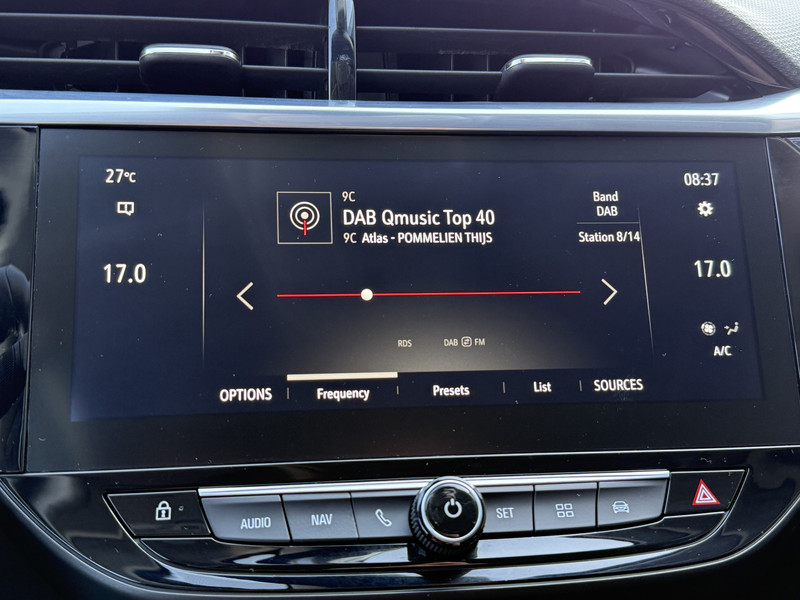 27°C
08:37
9C
DAB Qmusic Top 40
9C Atlas - POMMELIEN THIJS
Band
DAB
Station 8/14
17.0
17.0
RDS
DAB FM
A/C
OPTIONS
Frequency
Presets
List
SOURCES
AUDIO
NAV
SET